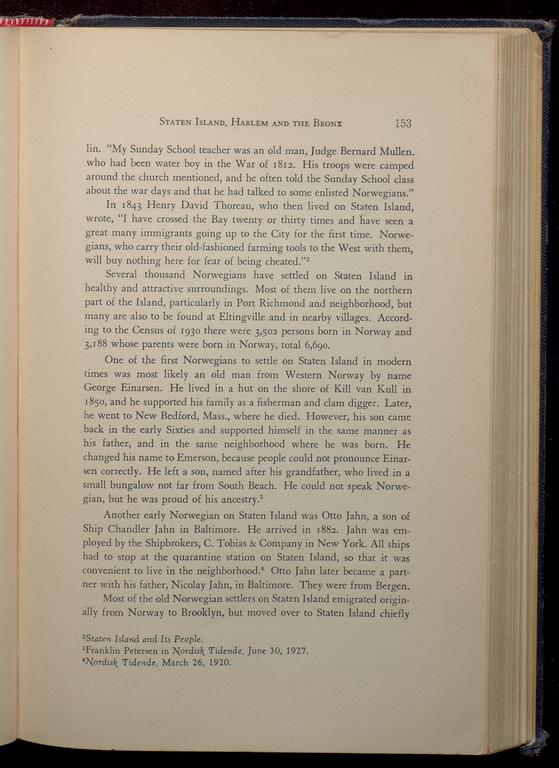 Staten Island, Harlem and the Bronx 153
lin. "My Sunday School teacher was an old man, Judge Bernard Mullen.
who had been water boy in the War of 1812. His troops were camped
around the church mentioned, and he often told the Sunday School class
about the war days and that he had talked to some enlisted Norwegians."
In 1843 Henry David Thoreau, who then lived on Staten Island,
wrote, "I have crossed the Bay twenty or thirty times and have seen a
great many immigrants going up to the City for the first time. Norwe-
gians, who carry their old-fashioned farming tools to the West with them,
will buy nothing here for fear of being cheated."²
Several thousand Norwegians have settled on Staten Island in
healthy and attractive surroundings. Most of them live on the northern
part of the Island, particularly in Port Richmond and neighborhood, but
many are also to be found at Eltingville and in nearby villages. Accord-
ing to the Census of 1930 there were 3,502 persons born in Norway and
3,188 whose parents were born in Norway, total 6,690.
One of the first Norwegians to settle on Staten Island in modern
times was most likely an old man from Western Norway by name
George Einarsen. He lived in a hut on the shore of Kill van Kull in
1850, and he supported his family as a fisherman and clam digger. Later,
he went to New Bedford, Mass., where he died. However, his son came
back in the early Sixties and supported himself in the same manner as
his father, and in the same neighborhood where he was born. He
changed his name to Emerson, because people could not pronounce Einar-
sen correctly. He left a son, named after his grandfather, who lived in a
small bungalow not far from South Beach. He could not speak Norwe-
gian, but he was proud of his ancestry.³
Another early Norwegian on Staten Island was Otto Jahn, a son of
Ship Chandler Jahn in Baltimore. He arrived in 1882. Jahn was em-
ployed by the Shipbrokers, C. Tobias & Company in New York. All ships
had to stop at the quarantine station on Staten Island, so that it was
convenient to live in the neighborhood.⁴ Otto Jahn later became a part-
ner with his father, Nicolay Jahn, in Baltimore. They were from Bergen.
Most of the old Norwegian settlers on Staten Island emigrated origin-
ally from Norway to Brooklyn, but moved over to Staten Island chiefly
²Staten Island and Its People.
³Franklin Petersen in Nordisk Tidende, June 30, 1927.
⁴Nordisk Tidende, March 26, 1920.